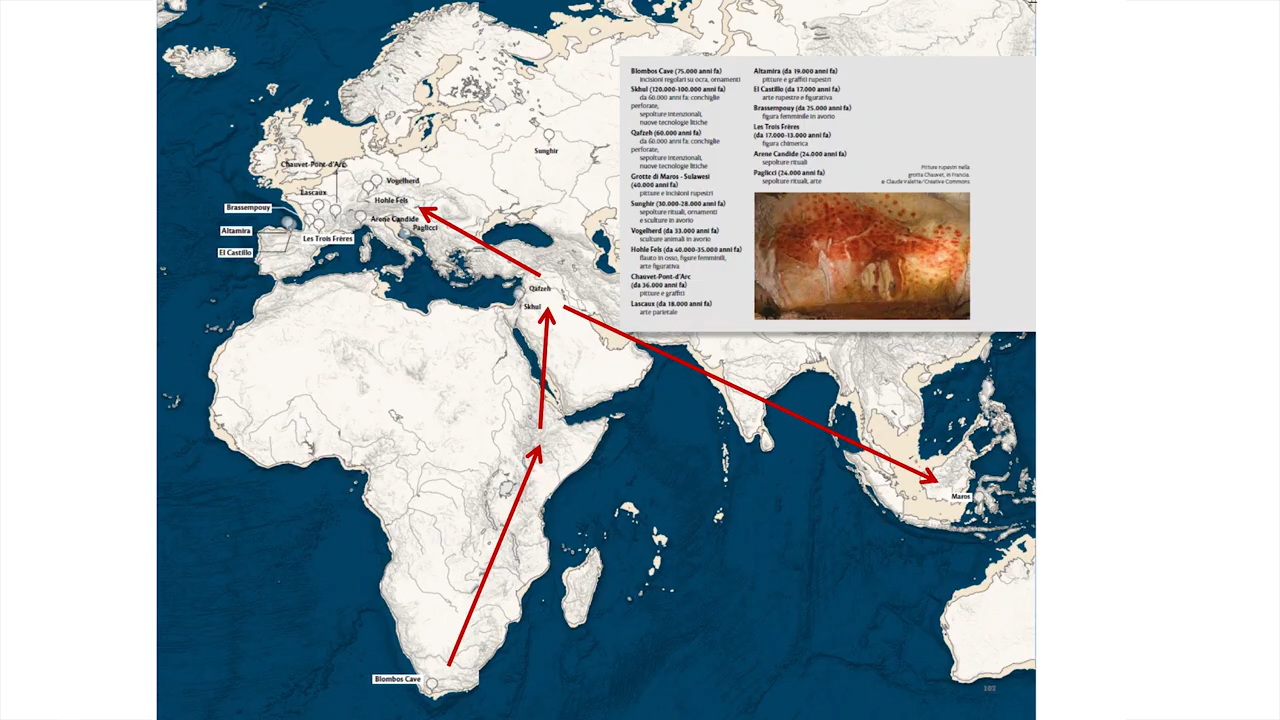 Blombos Cave (75.000 anni fa)
incisioni regolari su ocra, ornamenti
Skhul (120.000-100.000 anni fa)
da 60.000 anni fa: conchiglie
perforate,
sepolture intenzionali,
nuove tecnologie litiche
Qafzeh (60.000 anni fa)
da 60.000 anni fa: conchiglie
perforate,
sepolture intenzionali,
nuove tecnologie litiche
Grotte di Maros - Sulawesi
(40.000 anni fa)
pitture e incisioni rupestri
Sunghir (30.000-28.000 anni fa)
sepolture rituali, ornamenti
e sculture in avorio
Vogelherd (da 33.000 anni fa)
sculture animali in avorio
Hohle Fels (da 40.000-35.000 anni fa)
flauto in osso, figure femminili,
arte figurativa
Chauvet-Pont-d'Arc
(da 36.000 anni fa)
pitture e graffiti
Lascaux (da 18.000 anni fa)
arte parietale
Altamira (da 19.000 anni fa)
pitture e graffiti rupestri
El Castillo (da 17.000 anni fa)
arte rupestre e figurativa
Brassempouy (da 25.000 anni fa)
figura femminile in avorio
Les Trois Frères
(da 17.000-13.000 anni fa)
figura chimerica
Arene Candide (24.000 anni fa)
sepolture rituali
Paglicci (24.000 anni fa)
sepolture rituali, arte
Pitture rupestri nella
grotta Chauvet, in Francia.
© Claude Valette/Creative Commons
Sunghir
Chauvet-Pont-d'Arc
Vogelherd
Lascaux
Hohle Fels
Brassempouy
Arene Candide
Paglicci
Altamira
Les Trois Frères
El Castillo
Qafzeh
Skhul
Maros
Blombos Cave
102